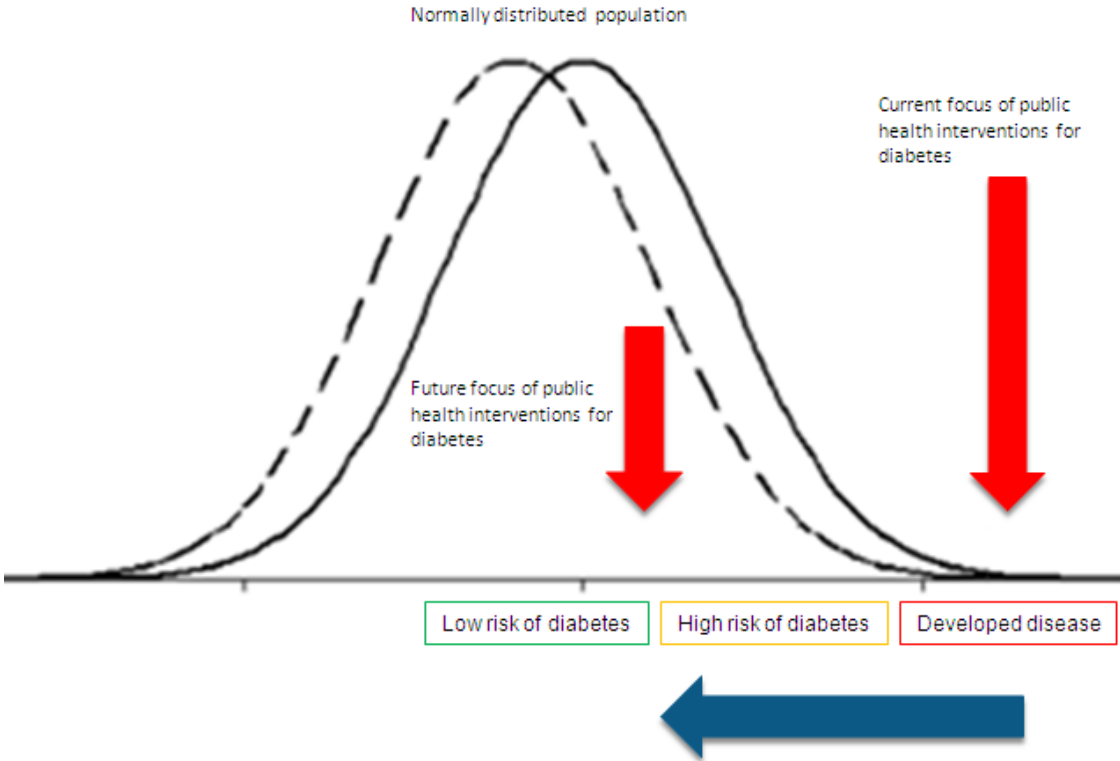 Normally distributed population
Current focus of public
health interventions for
diabetes
Future focus of public
health interventions for
diabetes
Low risk of diabetes
High risk of diabetes
Developed disease